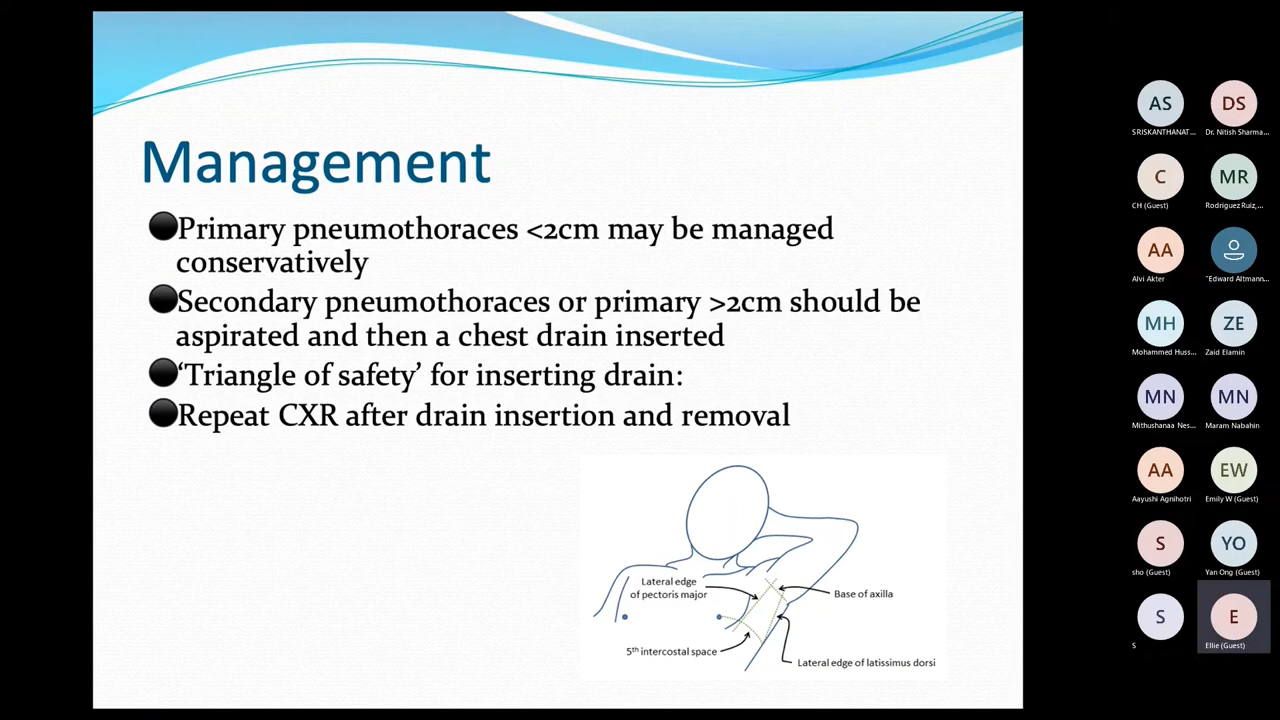 Management
Primary pneumothoraces <2cm may be managed
conservatively
Secondary pneumothoraces or primary >2cm should be
aspirated and then a chest drain inserted
‘Triangle of safety’ for inserting drain:
Repeat CXR after drain insertion and removal
Lateral edge
of pectoris major
Base of axilla
5th intercostal space
Lateral edge of latissimus dorsi
AS
DS
SRISKANTHANAT...
Dr. Nitish Sharma...
C
MR
CH (Guest)
Rodriguez Ruiz,...
AA
Alvi Akter
"Edward Altmann...
MH
ZE
Mohammed Huss...
Zaid Elamin
MN
MN
Mithushanaa Nes...
Maram Nabahin
AA
EW
Aayushi Agnihotri
Emily W (Guest)
S
YO
sho (Guest)
Yan Ong (Guest)
S
E
S
Ellie (Guest)